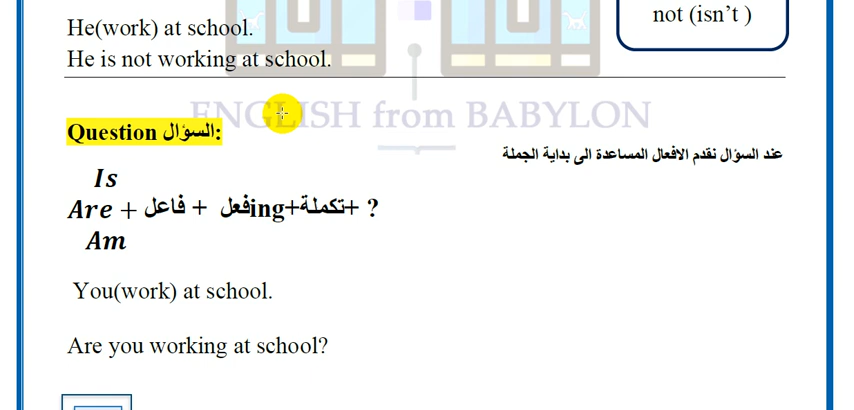 He(work) at school.
not (isn't )
He is not working at school.
ENGLISH from BABYLON
Question السؤال:
عند السؤال نقدم الافعال المساعدة الى بداية الجملة
Is
Are + فاعل + فعلing+تكملة+ ?
Am
You(work) at school.
Are you working at school?